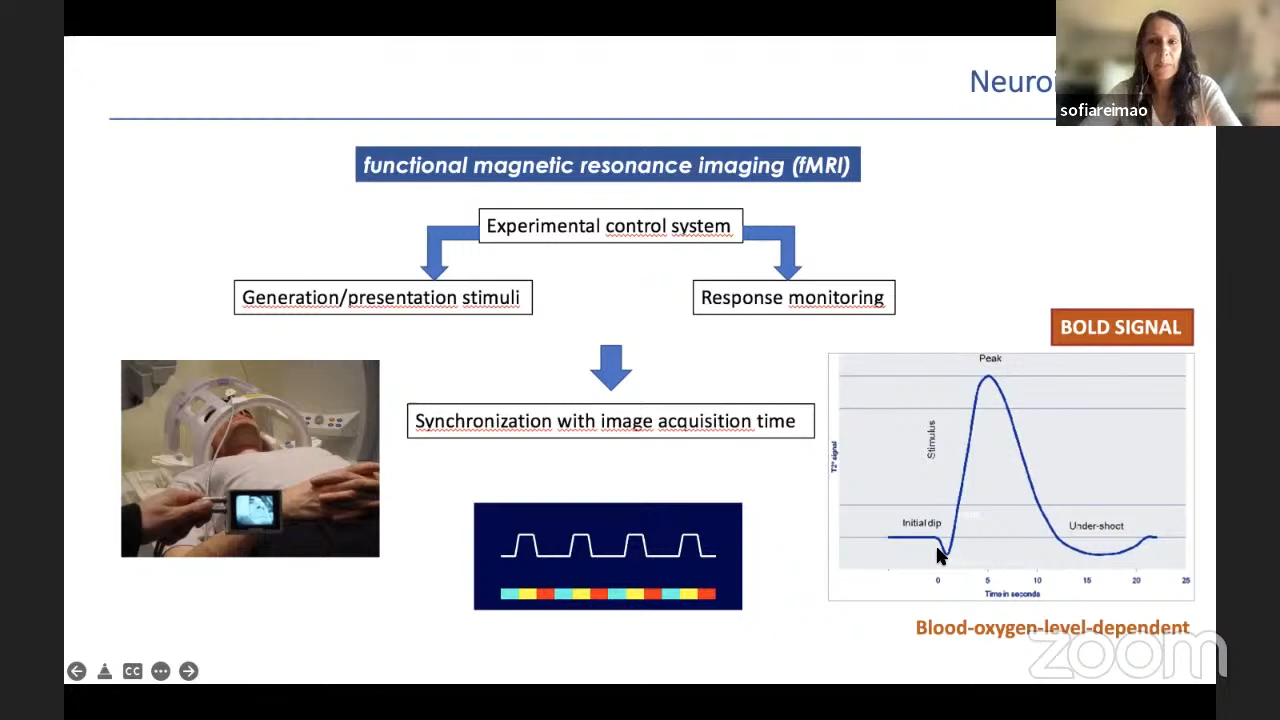 Neuroi
sofiareimao
functional magnetic resonance imaging (fMRI)
Experimental control system
Generation/presentation stimuli
Response monitoring
BOLD SIGNAL
Peak
Stimulus
T2* signal
Synchronization with image acquisition time
Initial dip
Under-shoot
0 5 10 15 20 25
Time in seconds
Blood-oxygen-level-dependent
zoom
CC